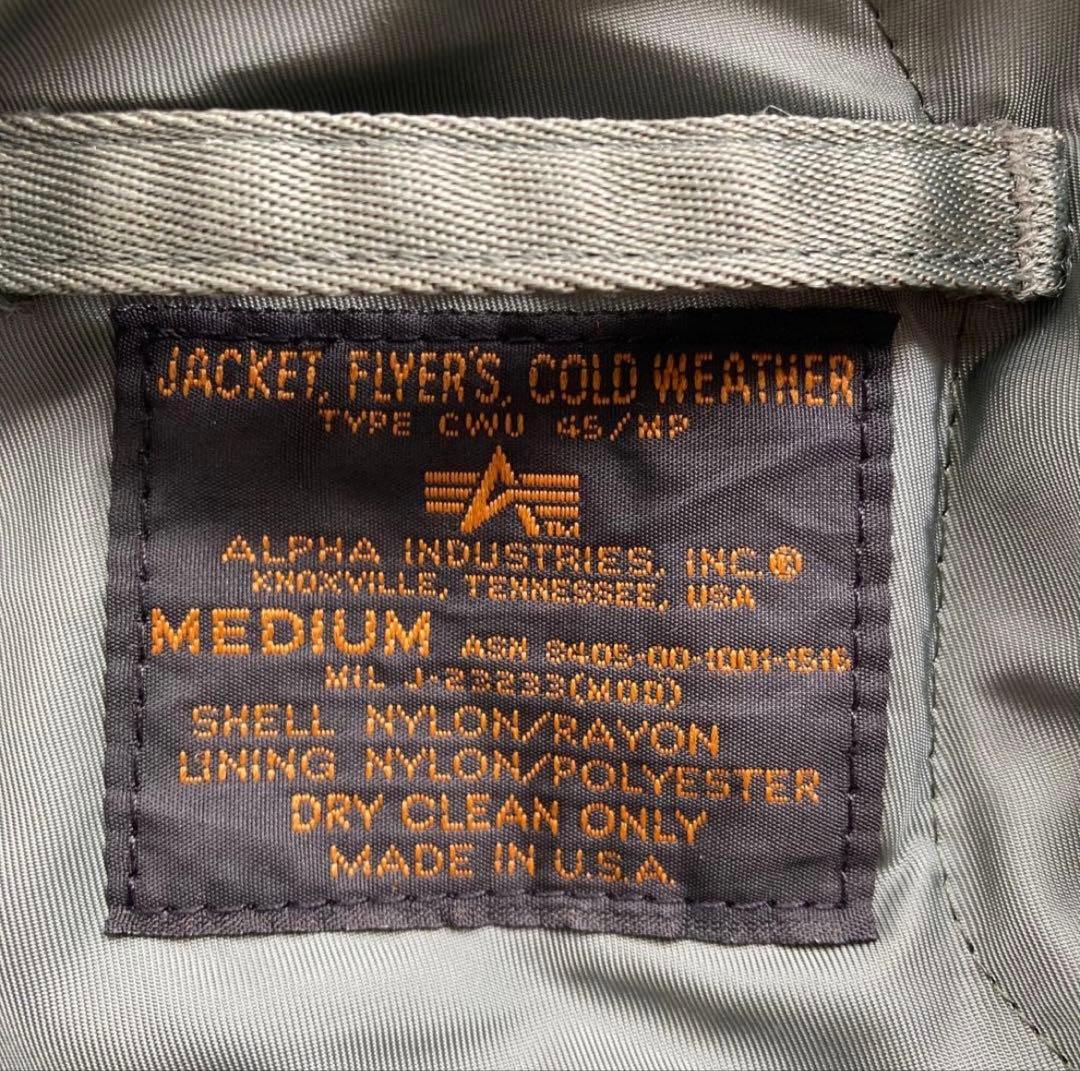 JACKET, FLYER'S, COLD WEATHER
TYPE CWU 45/MP
TM
ALPHA INDUSTRIES, INC.®
KNOXVILLE, TENNESSEE, USA
MEDIUM ASN 8405-00-1001-1516
MIL J-23233(MOD)
SHELL NYLON/RAYON
LINING NYLON/POLYESTER
DRY CLEAN ONLY
MADE IN U.S.A.